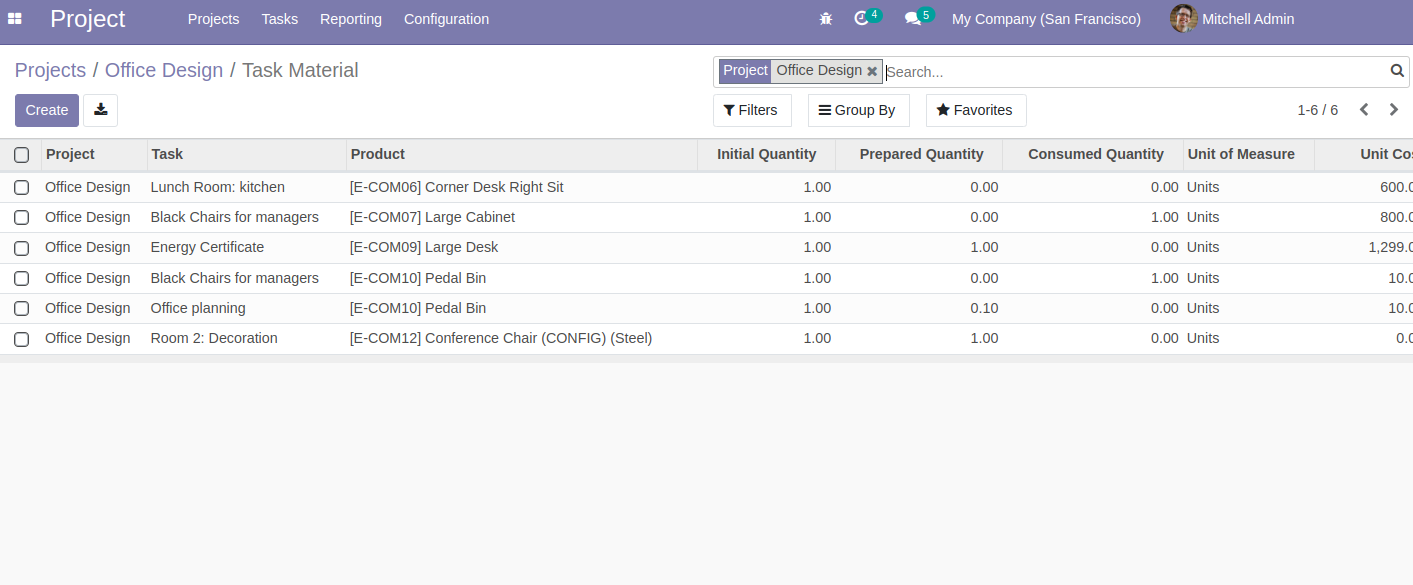 Project Projects Tasks Reporting Configuration 4 5 My Company (San Francisco) Mitchell Admin
Projects / Office Design / Task Material Project Office Design Search...
Create Filters Group By Favorites 1-6 / 6
Project Task Product Initial Quantity Prepared Quantity Consumed Quantity Unit of Measure Unit Cos
Office Design Lunch Room: kitchen [E-COM06] Corner Desk Right Sit 1.00 0.00 0.00 Units 600.0
Office Design Black Chairs for managers [E-COM07] Large Cabinet 1.00 0.00 1.00 Units 800.0
Office Design Energy Certificate [E-COM09] Large Desk 1.00 1.00 0.00 Units 1,299.0
Office Design Black Chairs for managers [E-COM10] Pedal Bin 1.00 0.00 1.00 Units 10.0
Office Design Office planning [E-COM10] Pedal Bin 1.00 0.10 0.00 Units 10.0
Office Design Room 2: Decoration [E-COM12] Conference Chair (CONFIG) (Steel) 1.00 1.00 0.00 Units 0.0